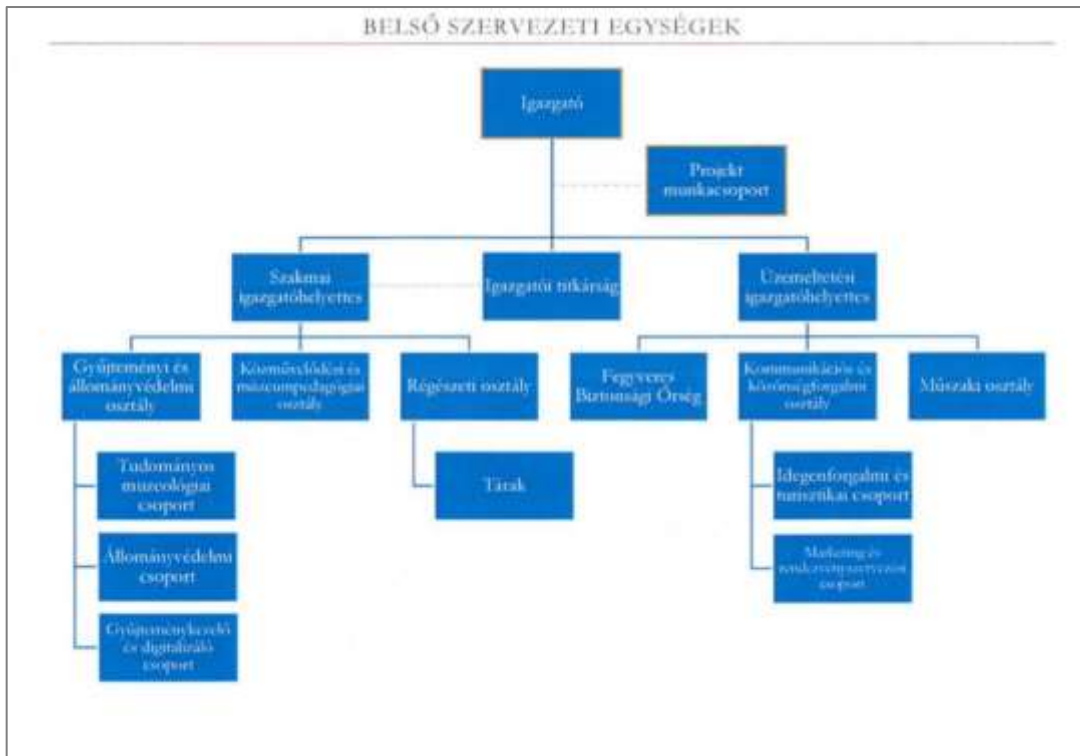 BELSŐ SZERVEZETI EGYSÉGEK
Igazgató
Projekt
munkacsoport
Szakmai
igazgatóhelyettes
Igazgatói titkárság
Üzemeltetési
igazgatóhelyettes
Gyűjteményi és
állományvédelmi
osztály
Közművelődési és
múzeumpedagógiai
osztály
Régészeti osztály
Fegyveres
Biztonsági Őrség
Kommunikációs és
közönségforgalmi
osztály
Műszaki osztály
Tudományos
muzeológiai
csoport
Tárak
Idegenforgalmi és
turisztikai csoport
Állományvédelmi
csoport
Marketing és
rendezvényszervezési
csoport
Gyűjteménykezelő
és digitalizáló
csoport